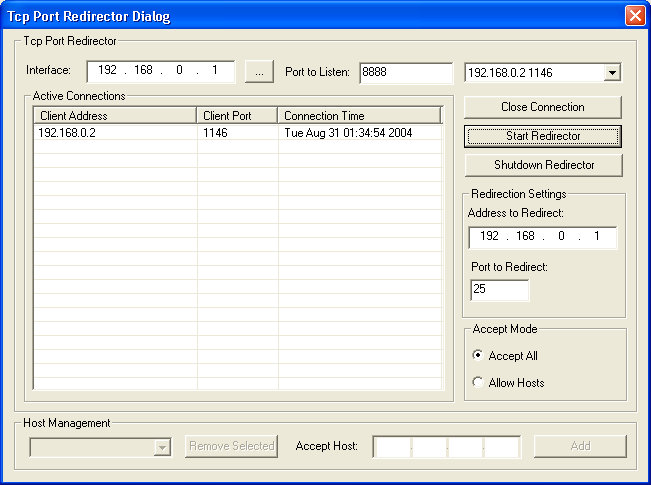 Tcp Port Redirector Dialog
Tcp Port Redirector
Interface: 192 . 168 . 0 . 1 ... Port to Listen: 8888 192.168.0.2 1146
Active Connections
Client Address Client Port Connection Time
192.168.0.2 1146 Tue Aug 31 01:34:54 2004
Close Connection
Start Redirector
Shutdown Redirector
Redirection Settings
Address to Redirect:
192 . 168 . 0 . 1
Port to Redirect:
25
Accept Mode
Accept All
Allow Hosts
Host Management
Remove Selected Accept Host: . . . Add